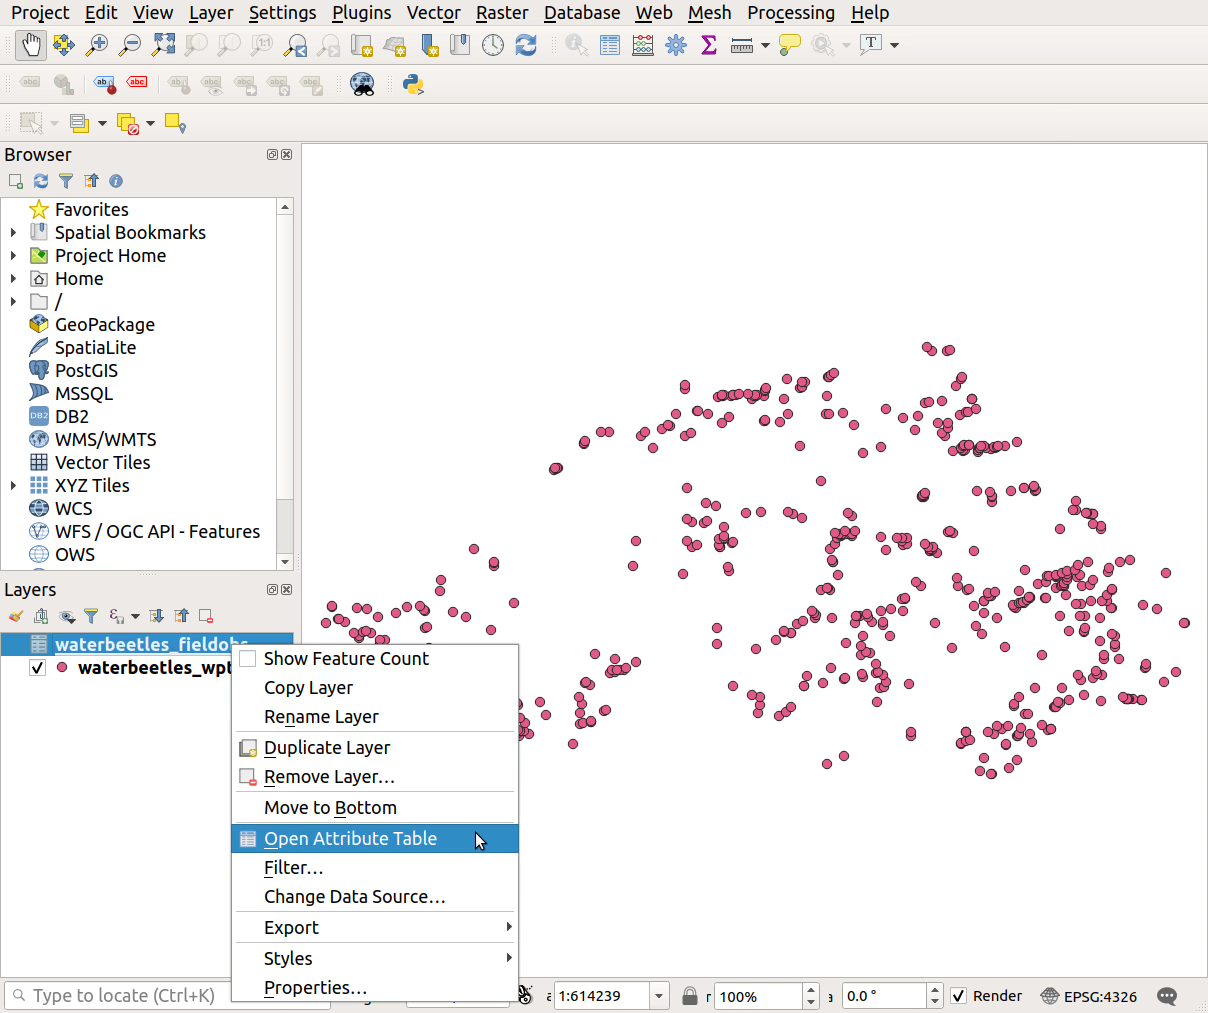 Project Edit View Layer Settings Plugins Vector Raster Database Web Mesh Processing Help
abc
abc
Browser
Favorites
Spatial Bookmarks
Project Home
Home
/
GeoPackage
SpatiaLite
PostGIS
MSSQL
DB2
WMS/WMTS
Vector Tiles
XYZ Tiles
WCS
WFS / OGC API - Features
OWS
Layers
waterbeetles_fieldobs
waterbeetles_wpt
Show Feature Count
Copy Layer
Rename Layer
Duplicate Layer
Remove Layer…
Move to Bottom
Open Attribute Table
Filter…
Change Data Source…
Export
Styles
Properties…
Type to locate (Ctrl+K)
1:614239
100%
0.0 °
Render
EPSG:4326